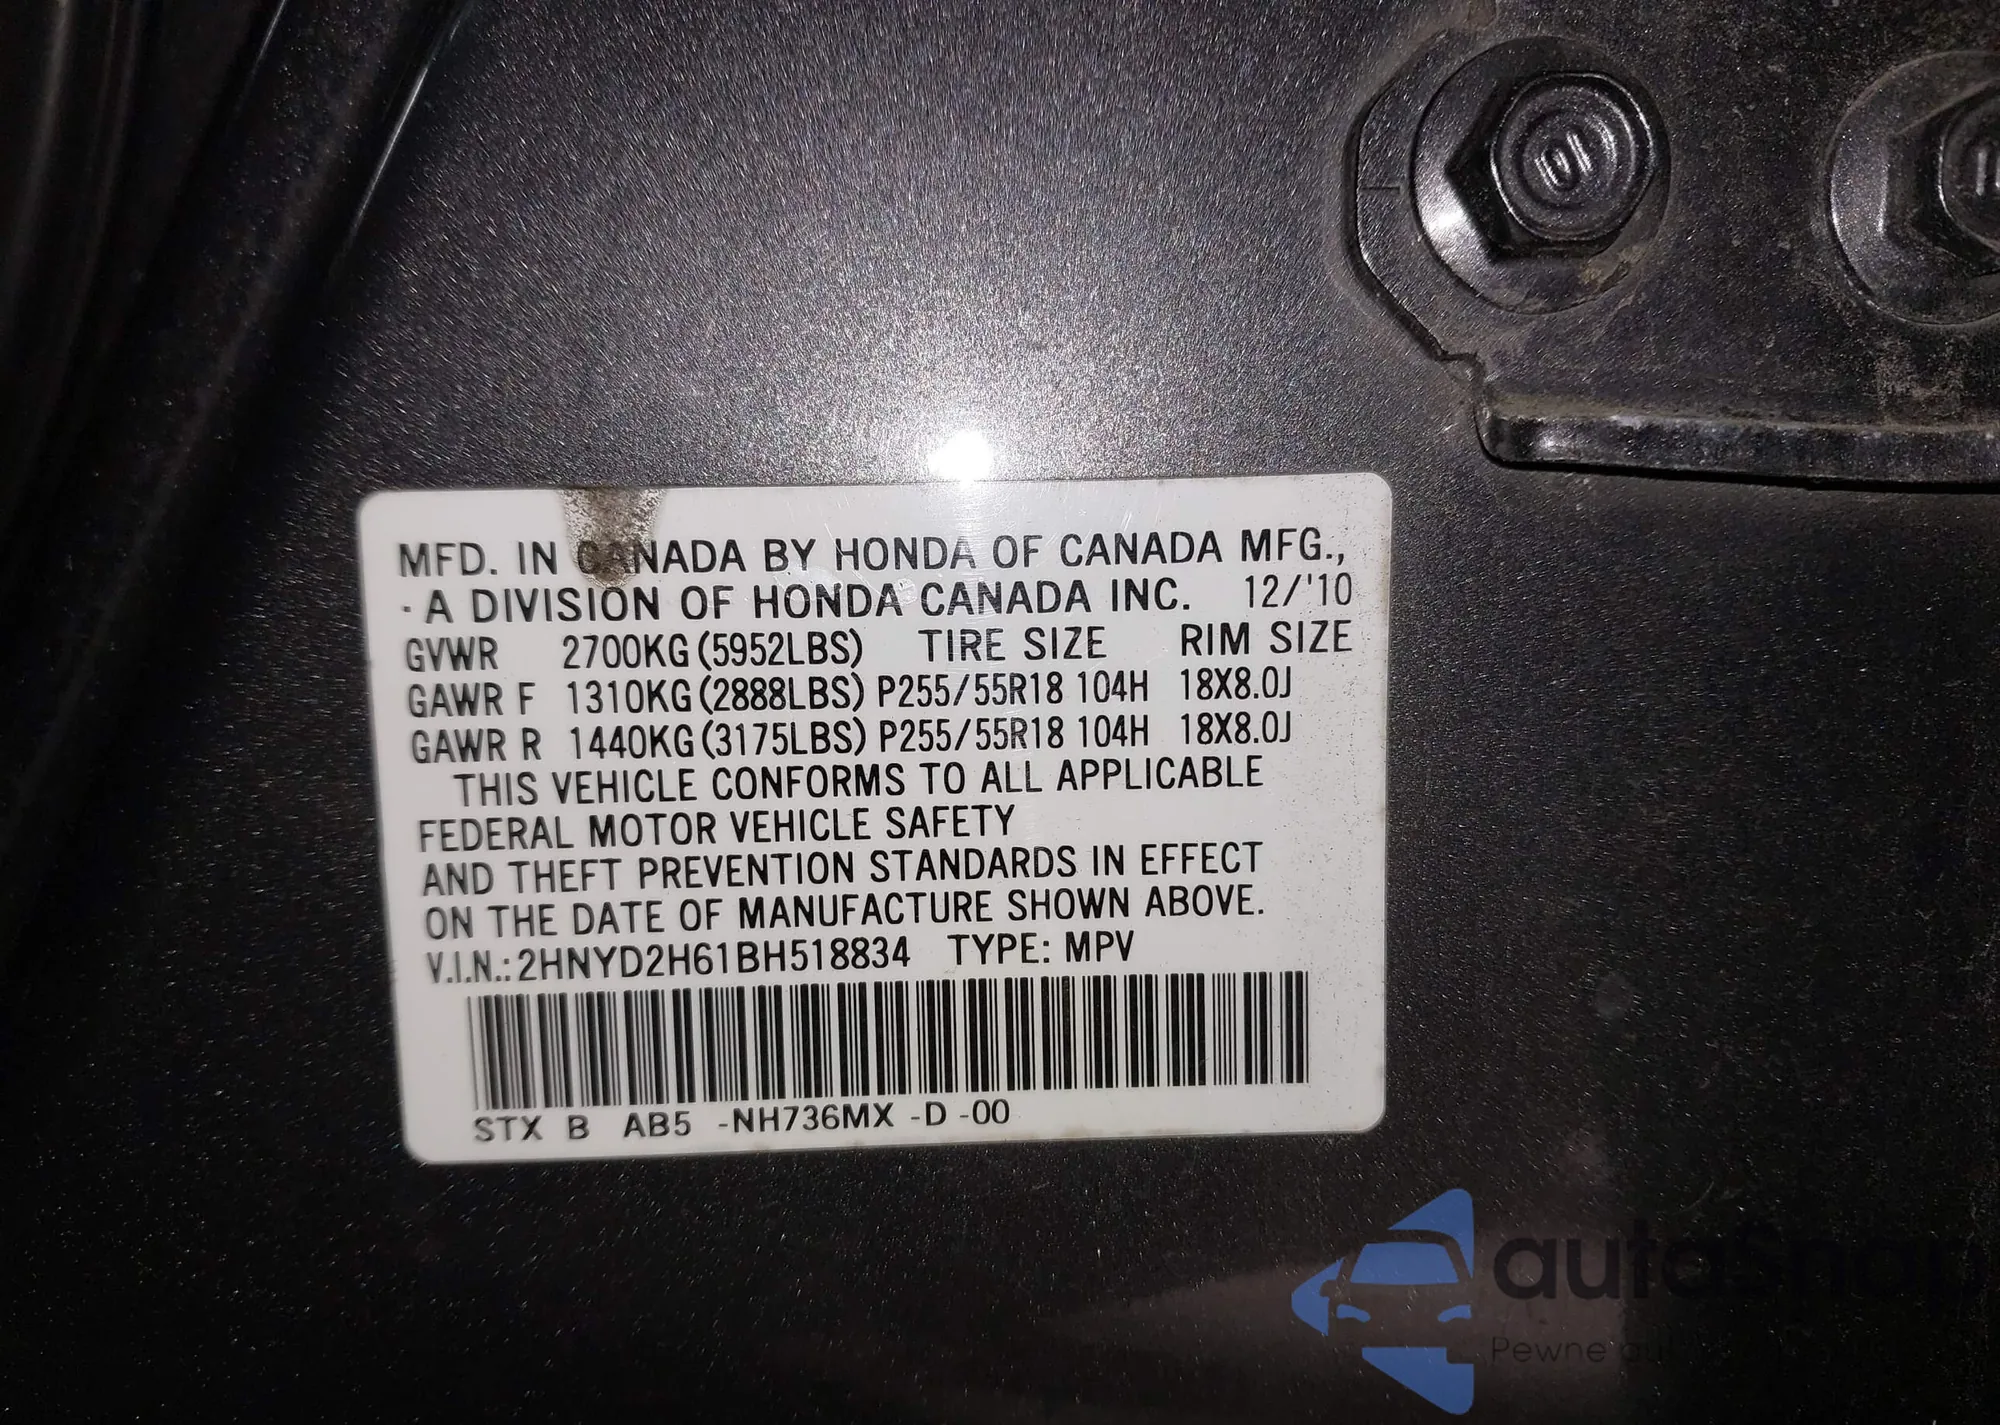 MFD. IN CANADA BY HONDA OF CANADA MFG.,
· A DIVISION OF HONDA CANADA INC. 12/'10
GVWR 2700KG (5952LBS) TIRE SIZE RIM SIZE
GAWR F 1310KG (2888LBS) P255/55R18 104H 18X8.0J
GAWR R 1440KG (3175LBS) P255/55R18 104H 18X8.0J
THIS VEHICLE CONFORMS TO ALL APPLICABLE
FEDERAL MOTOR VEHICLE SAFETY
AND THEFT PREVENTION STANDARDS IN EFFECT
ON THE DATE OF MANUFACTURE SHOWN ABOVE.
V.I.N.: 2HNYD2H61BH518834 TYPE: MPV
STX B AB5 -NH736MX -D -00
autosnap
Pewne